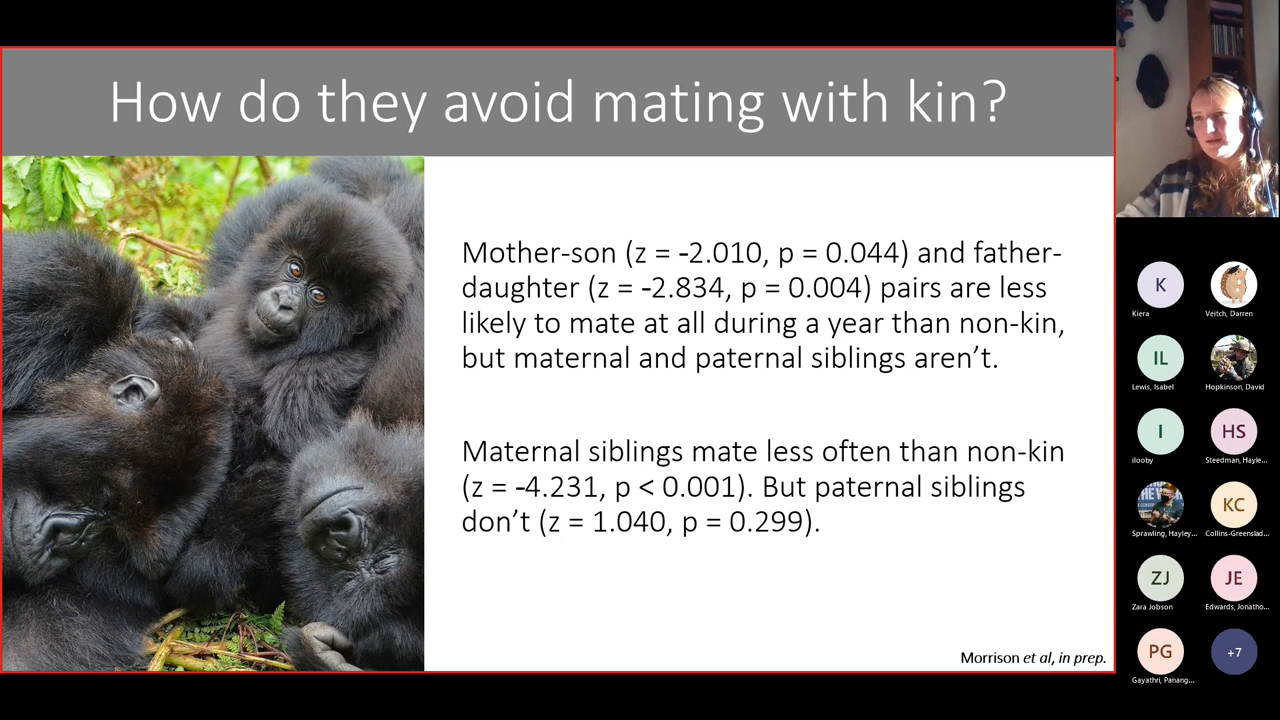 How do they avoid mating with kin?
Mother-son (z = -2.010, p = 0.044) and father-
daughter (z = -2.834, p = 0.004) pairs are less
likely to mate at all during a year than non-kin,
but maternal and paternal siblings aren’t.
Maternal siblings mate less often than non-kin
(z = -4.231, p < 0.001). But paternal siblings
don’t (z = 1.040, p = 0.299).
Morrison et al, in prep.
K
Kiera
Veitch, Darren
IL
Lewis, Isabel
Hopkinson, David
I
ilooby
HS
Steedman, Hayle...
Sprawling, Hayley...
KC
Collins-Greenslad...
ZJ
Zara Jobson
JE
Edwards, Jonatho...
PG
Gayathri, Panang...
+7